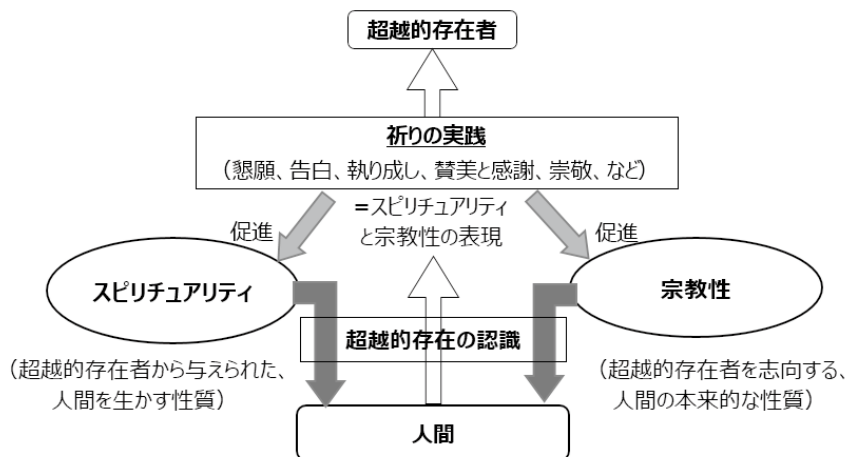 超越的存在者
祈りの実践
（懇願、告白、執り成し、賛美と感謝、崇敬、など）
＝スピリチュアリティ
と宗教性の表現
促進
促進
スピリチュアリティ
宗教性
超越的存在の認識
（超越的存在者から与えられた、
人間を生かす性質）
（超越的存在者を志向する、
人間の本来的な性質）
人間